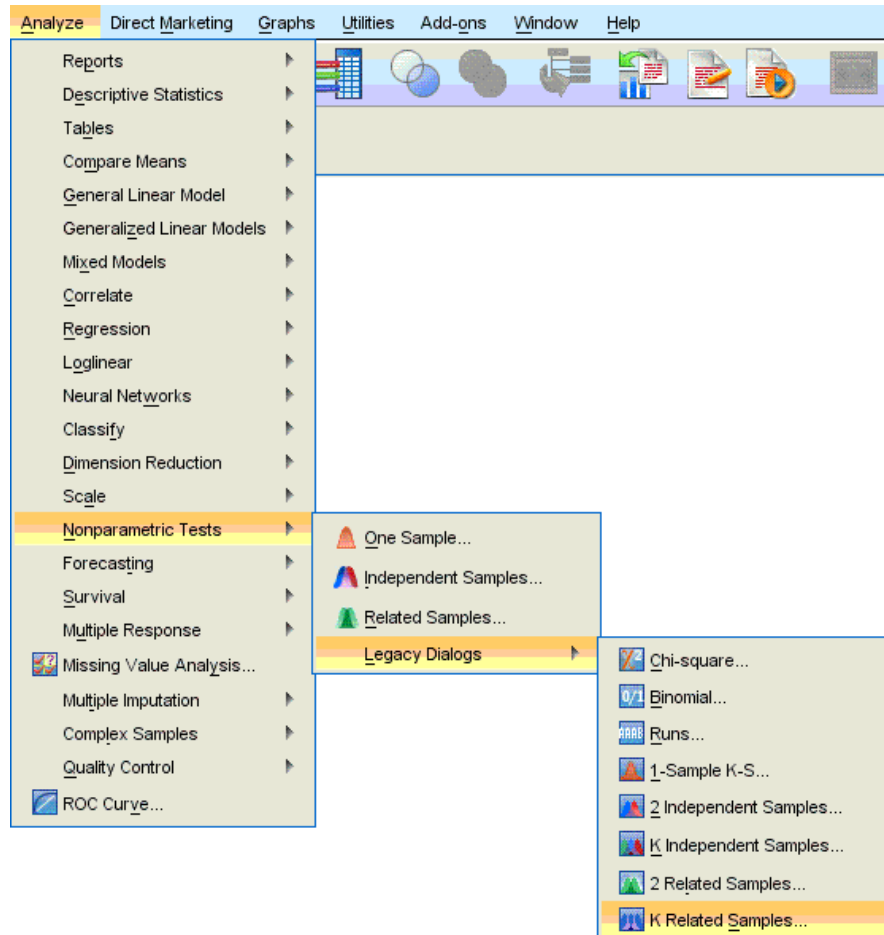 Analyze Direct Marketing Graphs Utilities Add-ons Window Help
Reports
Descriptive Statistics
Tables
Compare Means
General Linear Model
Generalized Linear Models
Mixed Models
Correlate
Regression
Loglinear
Neural Networks
Classify
Dimension Reduction
Scale
Nonparametric Tests
Forecasting
Survival
Multiple Response
Missing Value Analysis...
Multiple Imputation
Complex Samples
Quality Control
ROC Curve...
One Sample...
Independent Samples...
Related Samples...
Legacy Dialogs
Chi-square...
0/1 Binomial...
AAAB Runs...
1-Sample K-S...
2 Independent Samples...
K Independent Samples...
2 Related Samples...
K Related Samples...